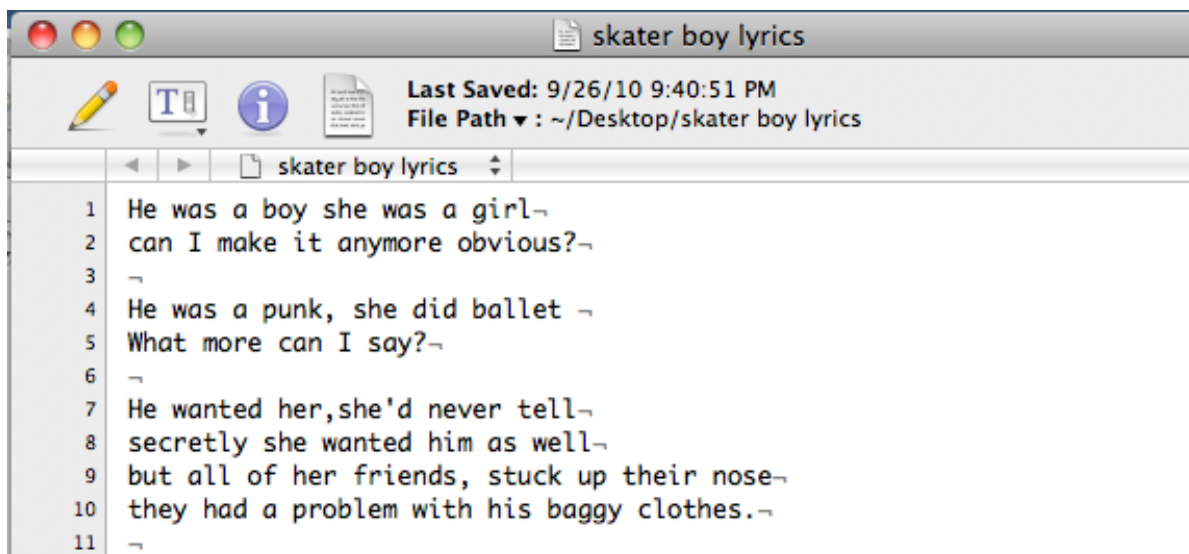 skater boy lyrics
Last Saved: 9/26/10 9:40:51 PM
File Path ▾ : ~/Desktop/skater boy lyrics
skater boy lyrics
1 He was a boy she was a girl¬
2 can I make it anymore obvious?¬
3 ¬
4 He was a punk, she did ballet ¬
5 What more can I say?¬
6 ¬
7 He wanted her,she'd never tell¬
8 secretly she wanted him as well¬
9 but all of her friends, stuck up their nose¬
10 they had a problem with his baggy clothes.¬
11 ¬